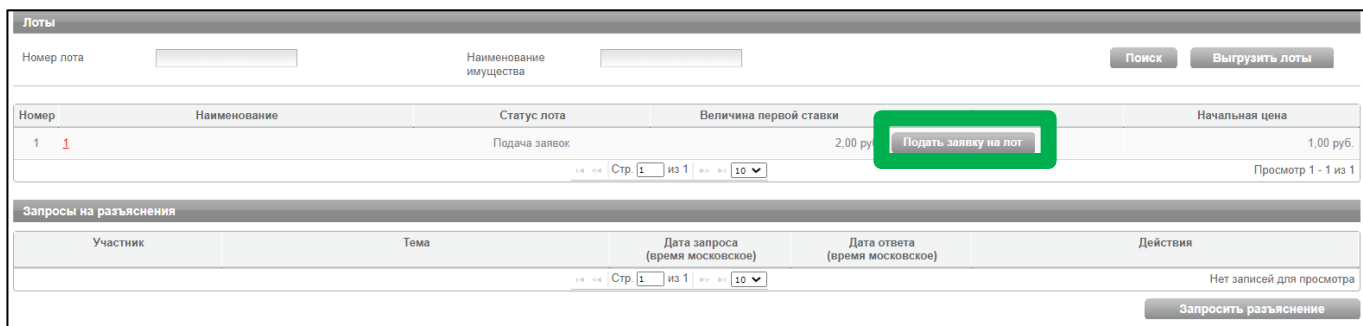 Лоты
Номер лота
Наименование имущества
Поиск
Выгрузить лоты
Номер Наименование Статус лота Величина первой ставки Начальная цена
1 1 Подача заявок 2,00 ру Подать заявку на лот 1,00 руб.
Стр. 1 из 1 10 Просмотр 1 - 1 из 1
Запросы на разъяснения
Участник Тема Дата запроса (время московское) Дата ответа (время московское) Действия
Стр. 1 из 1 10 Нет записей для просмотра
Запросить разъяснение